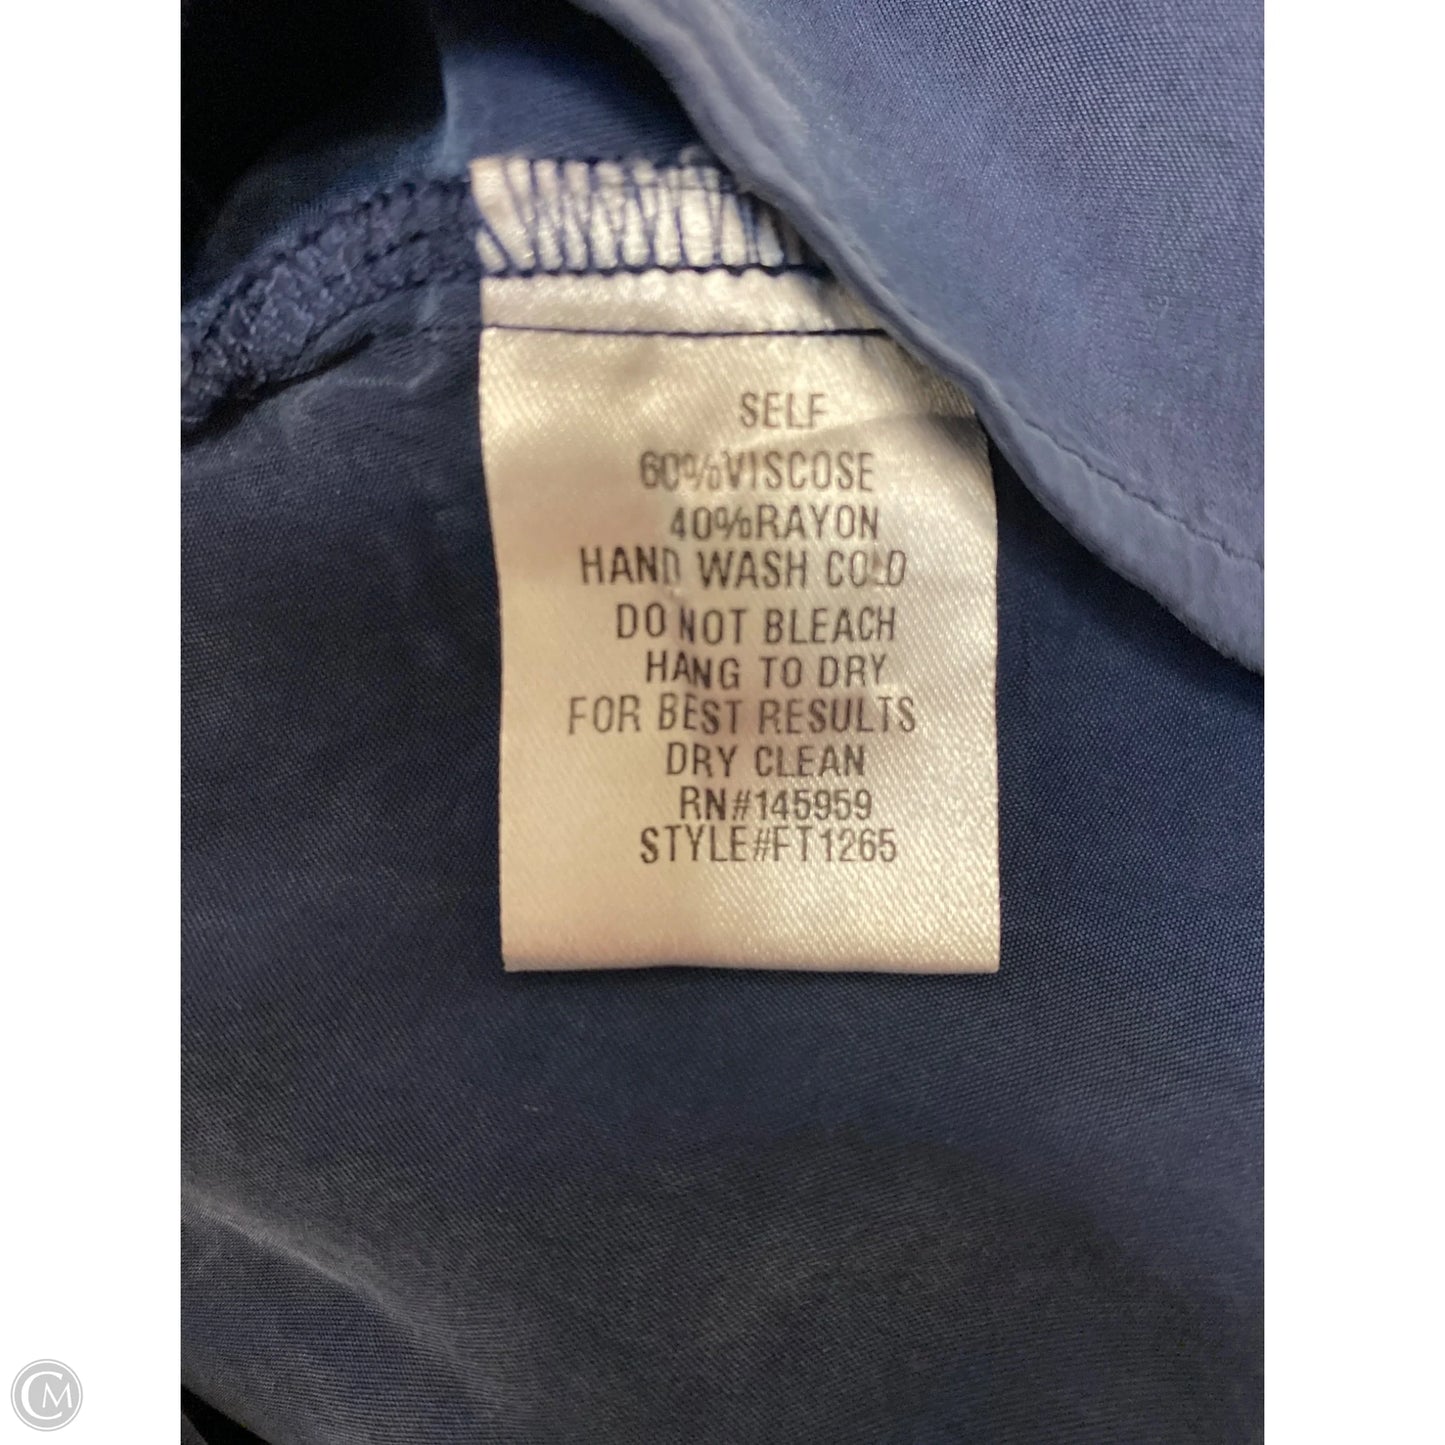 SELF
60%VISCOSE
40%RAYON
HAND WASH COLD
DO NOT BLEACH
HANG TO DRY
FOR BEST RESULTS
DRY CLEAN
RN#145959
STYLE#FT1265
CM